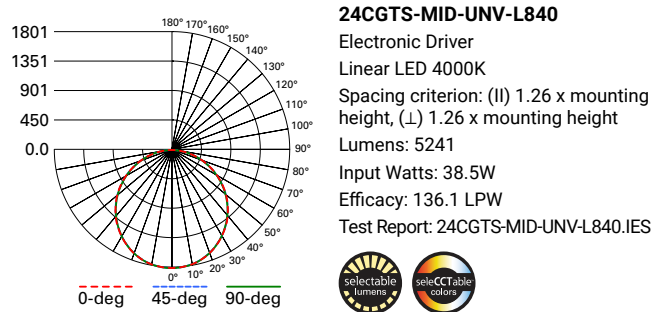 1801
1351
901
450
0.0
180° 170° 160° 150° 140° 130° 120° 110° 100° 90° 80° 70° 60° 50° 40° 30° 20° 10° 0°
0-deg 45-deg 90-deg
24CGTS-MID-UNV-L840
Electronic Driver
Linear LED 4000K
Spacing criterion: (II) 1.26 x mounting
height, (⊥) 1.26 x mounting height
Lumens: 5241
Input Watts: 38.5W
Efficacy: 136.1 LPW
Test Report: 24CGTS-MID-UNV-L840.IES
selectable
lumens
seleCCTable
colors